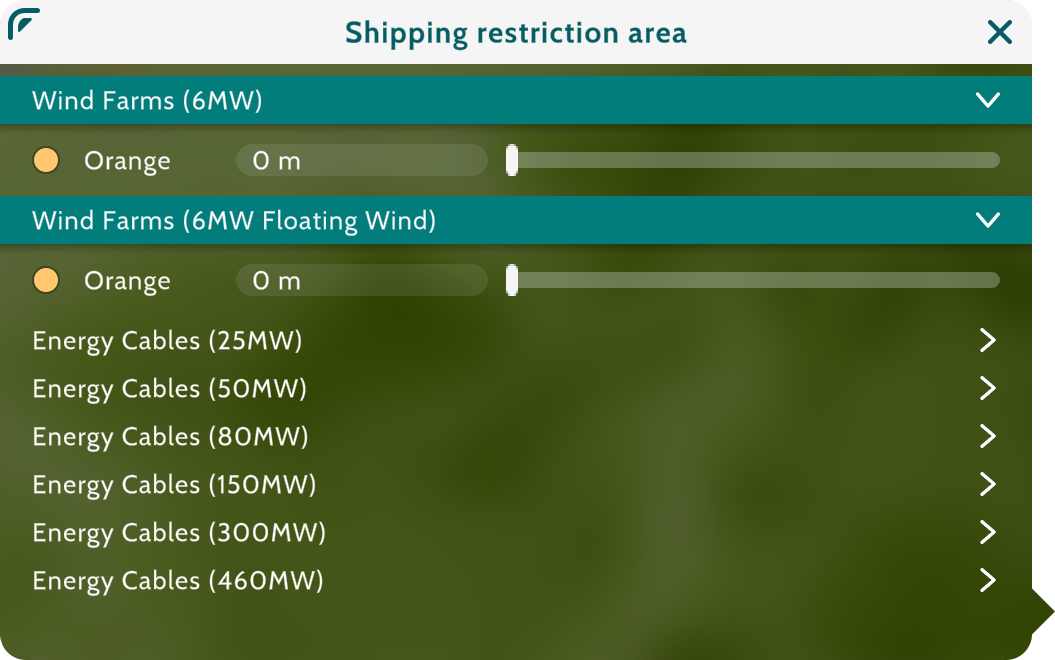 Shipping restriction area
Wind Farms (6MW)
Orange 0 m
Wind Farms (6MW Floating Wind)
Orange 0 m
Energy Cables (25MW)
Energy Cables (50MW)
Energy Cables (80MW)
Energy Cables (150MW)
Energy Cables (300MW)
Energy Cables (460MW)